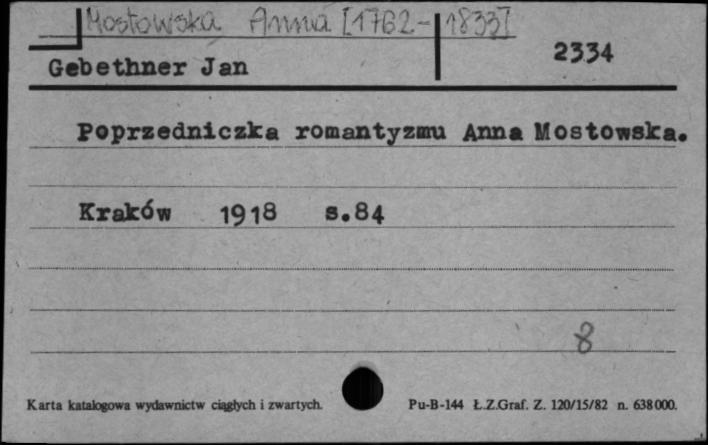 Mostowska Anna [1762-1833]
2334
Gebethner Jan
Poprzedniczka romantyzmu Anna Mostowska.
Kraków 1918 s.84
8
Karta katalogowa wydawnictw ciągłych i zwartych. Pu-B-144 Ł.Z.Graf. Z. 120/15/82 n. 638000.